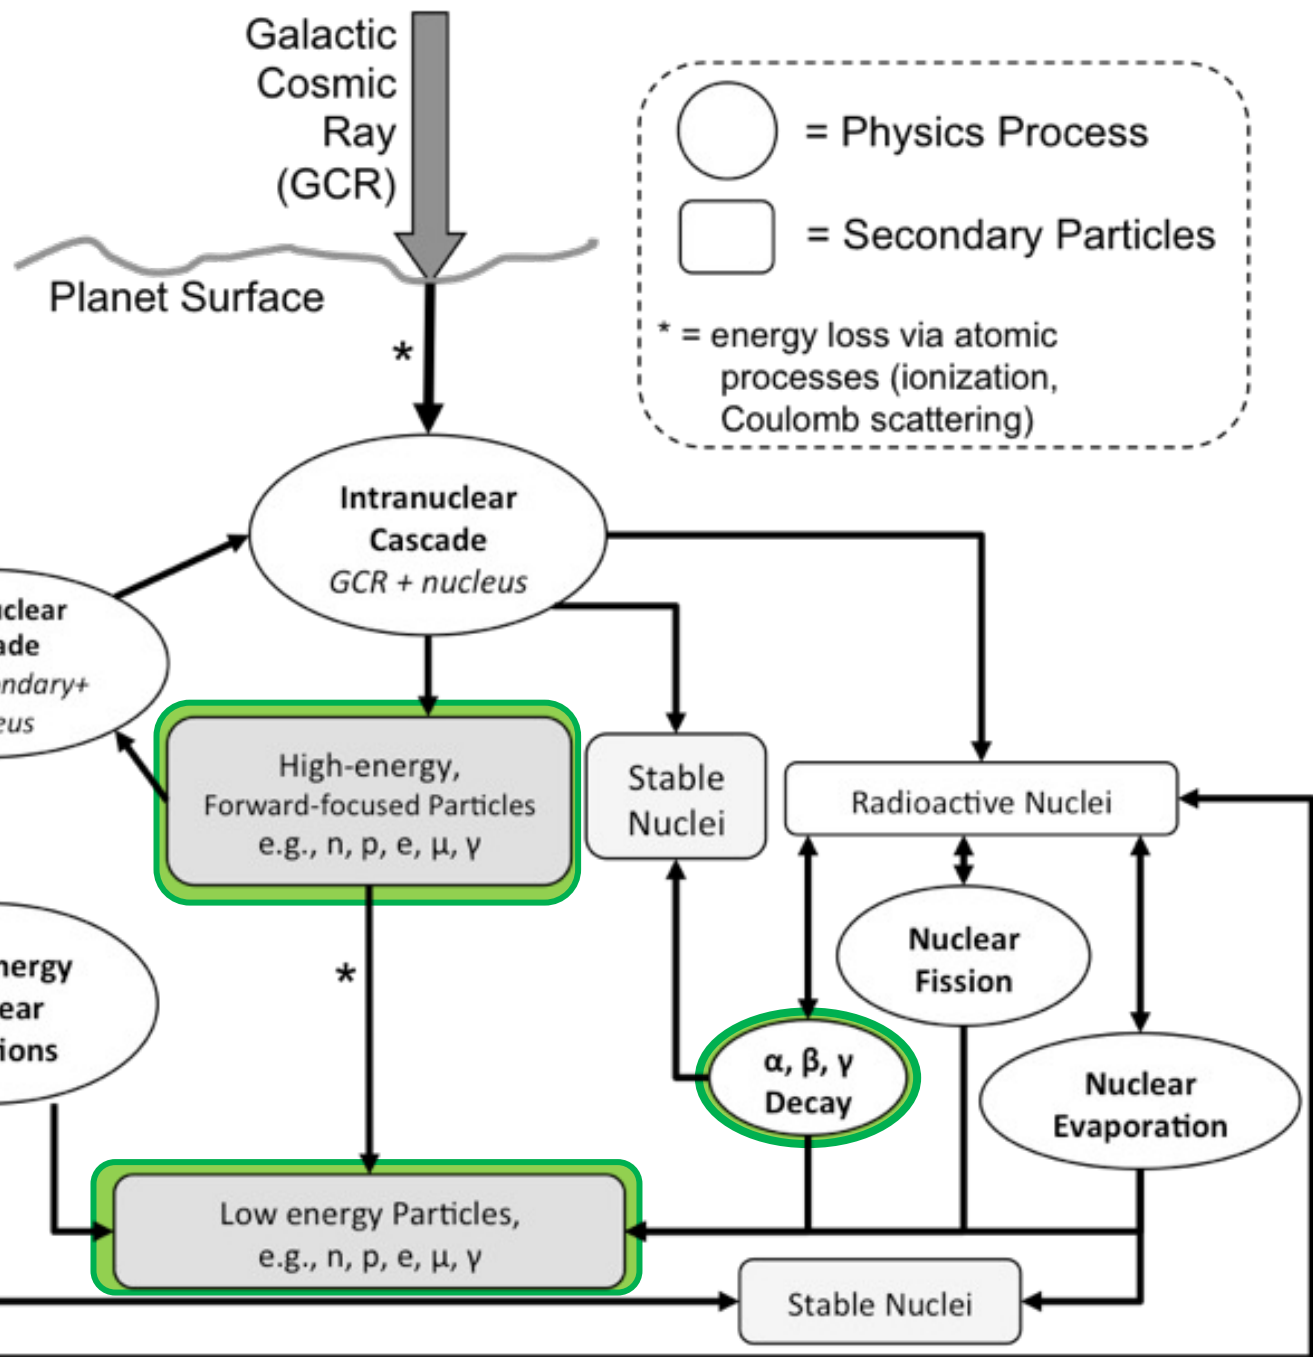 Galactic
Cosmic
Ray
(GCR)
= Physics Process
= Secondary Particles
* = energy loss via atomic
processes (ionization,
Coulomb scattering)
Planet Surface
*
Intranuclear
Cascade
GCR + nucleus
High-energy,
Forward-focused Particles
e.g., n, p, e, μ, γ
Stable
Nuclei
Radioactive Nuclei
Nuclear
Fission
*
α, β, γ
Decay
Nuclear
Evaporation
Low energy Particles,
e.g., n, p, e, μ, γ
Stable Nuclei